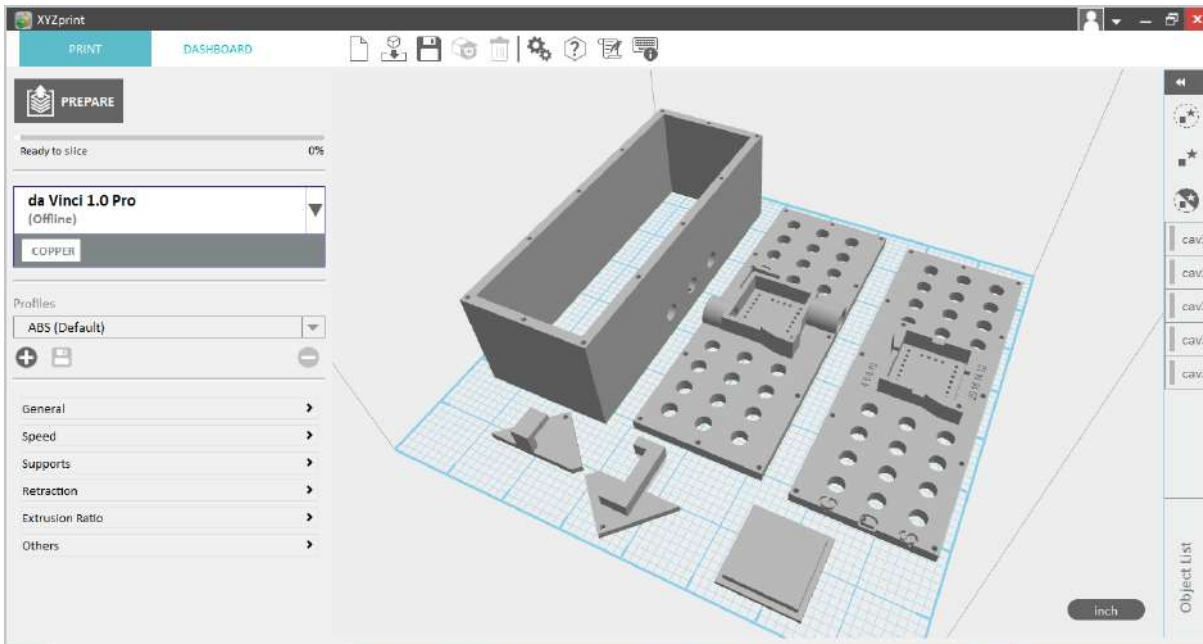 XYZprint
PRINT
DASHBOARD
PREPARE
Ready to slice
0%
da Vinci 1.0 Pro
(Offline)
COPPER
Profiles
ABS (Default)
General
Speed
Supports
Retraction
Extrusion Ratio
Others
cav
cav
cav
cav
cav
G D S
Object List
inch